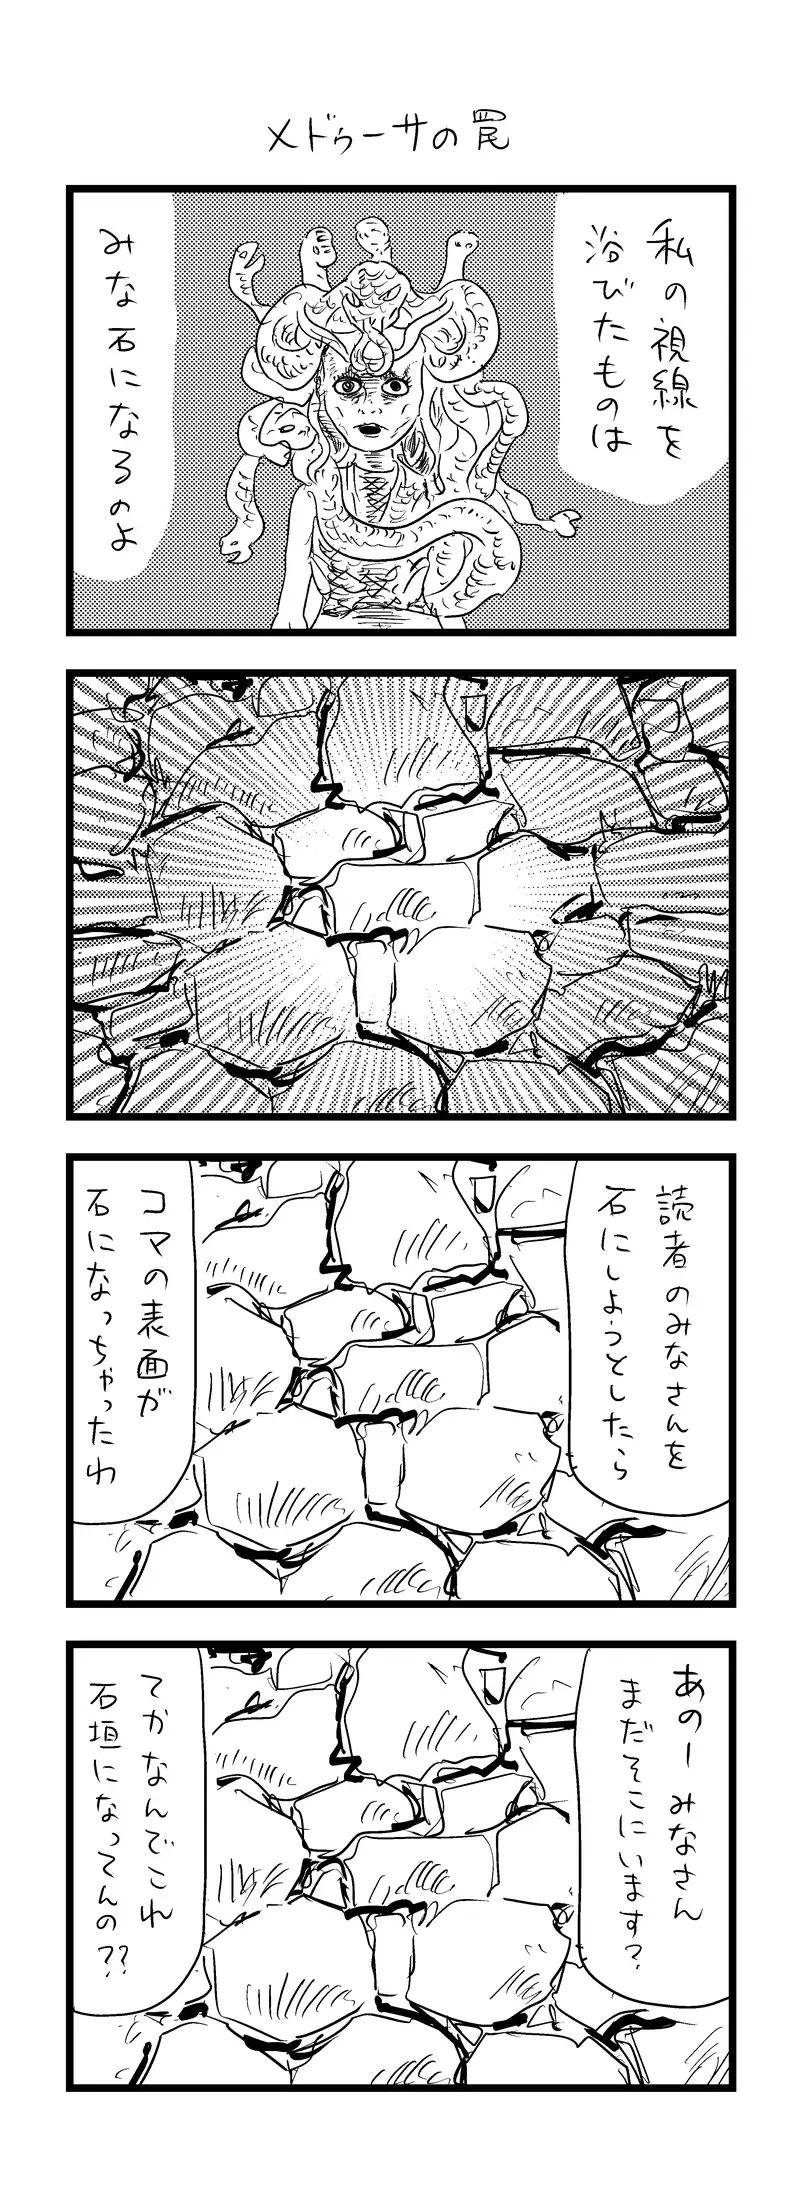 メドゥーサの罠
私の視線を
浴びたものは
みな石になるのよ
読者のみなさんを
石にしようとしたら
コマの表面が
石になっちゃったわ
あのーみなさん
まだそこにいます?
てかなんでこれ
石垣になってんの??